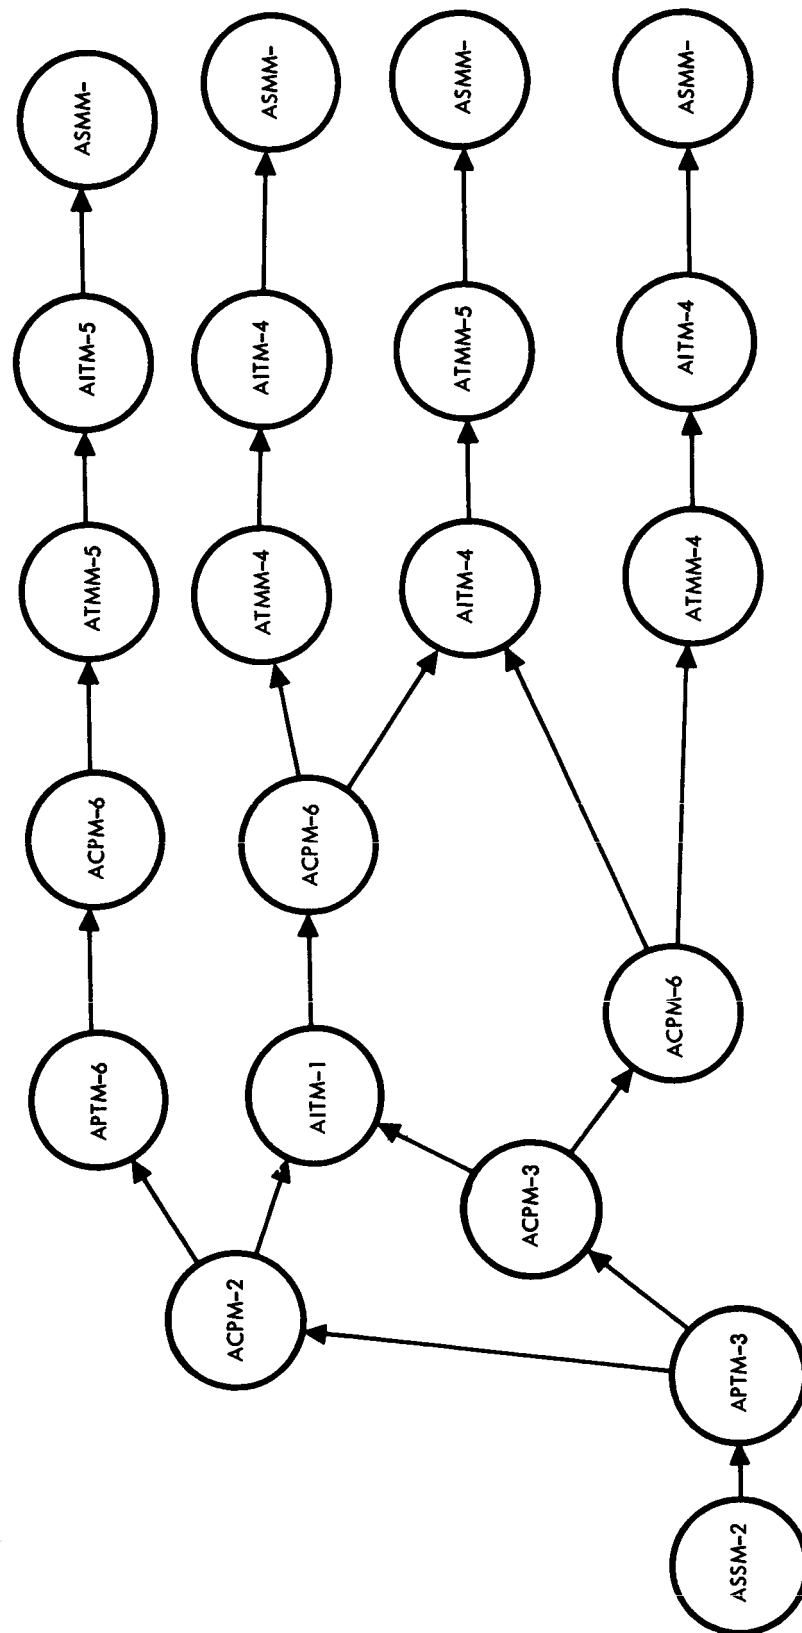 ASMM-
ASMM-
ASMM-
ASMM-
AITM-5
AITM-4
ATMM-5
AITM-4
ATMM-5
ATMM-4
AITM-4
ATMM-4
ACPM-6
ACPM-6
ACPM-6
APTM-6
AITM-1
ACPM-3
ACPM-2
APTM-3
ASSM-2